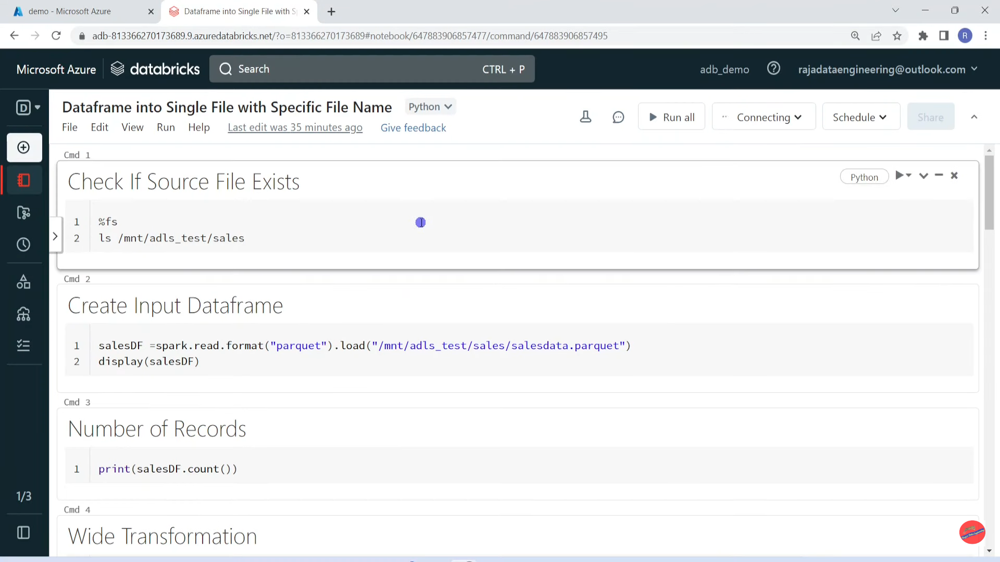 demo - Microsoft Azure
Dataframe into Single File with S
adb-813366270173689.9.azuredatabricks.net/?o=813366270173689#notebook/647883906857477/command/647883906857495
R
Microsoft Azure
databricks
Search
CTRL + P
adb_demo
rajadataengineering@outlook.com
D
Dataframe into Single File with Specific File Name
Python
File
Edit
View
Run
Help
Last edit was 35 minutes ago
Give feedback
Run all
Connecting
Schedule
Share
Cmd 1
Check If Source File Exists
Python
1 %fs
2 ls /mnt/adls_test/sales
Cmd 2
Create Input Dataframe
1 salesDF =spark.read.format("parquet").load("/mnt/adls_test/sales/salesdata.parquet")
2 display(salesDF)
Cmd 3
Number of Records
1 print(salesDF.count())
Cmd 4
Wide Transformation
1/3